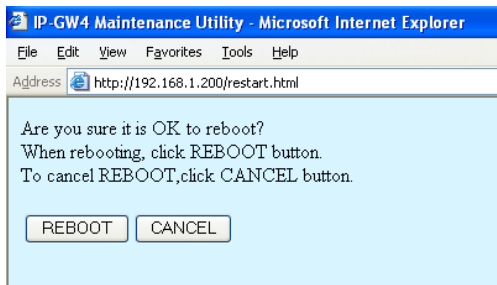 IP-GW4 Maintenance Utility - Microsoft Internet Explorer
File Edit View Favorites Tools Help
Address http://192.168.1.200/restart.html
Are you sure it is OK to reboot?
When rebooting, click REBOOT button.
To cancel REBOOT,click CANCEL button.
REBOOT CANCEL